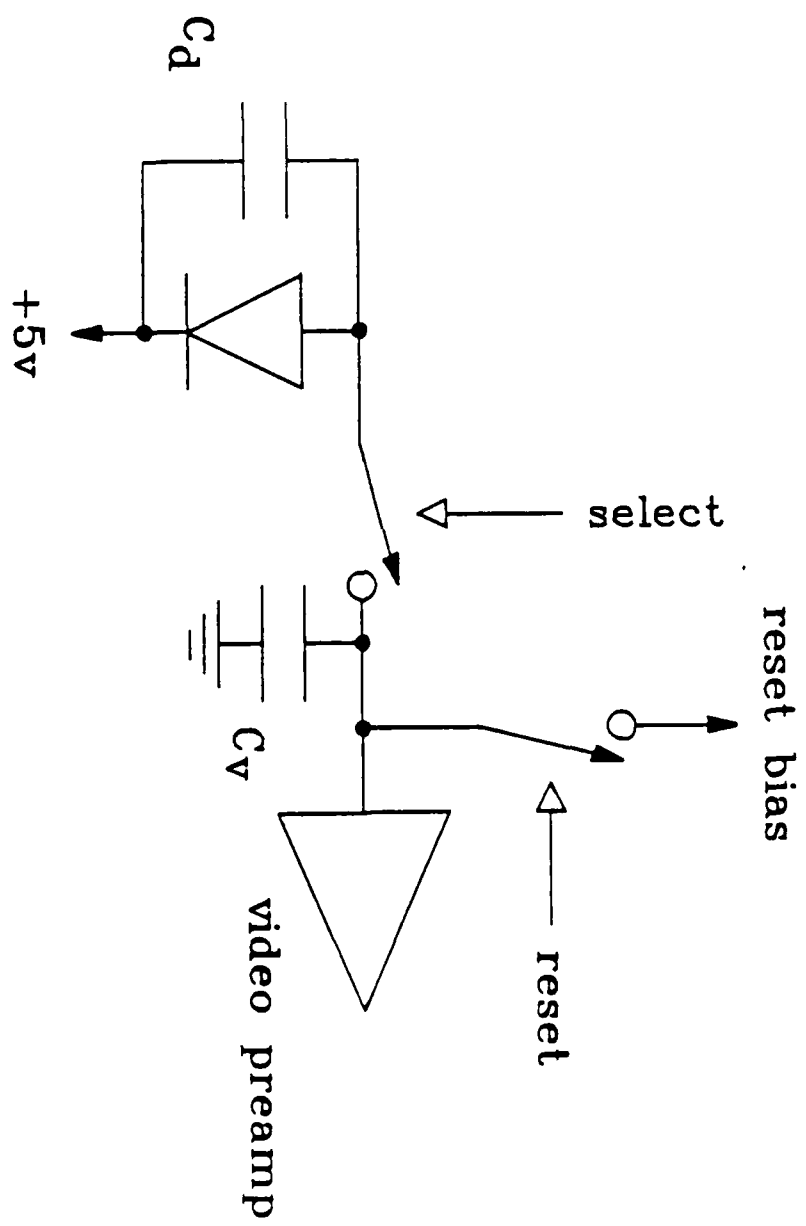 reset bias
reset
select
video preamp
Cv
Cd
+5v